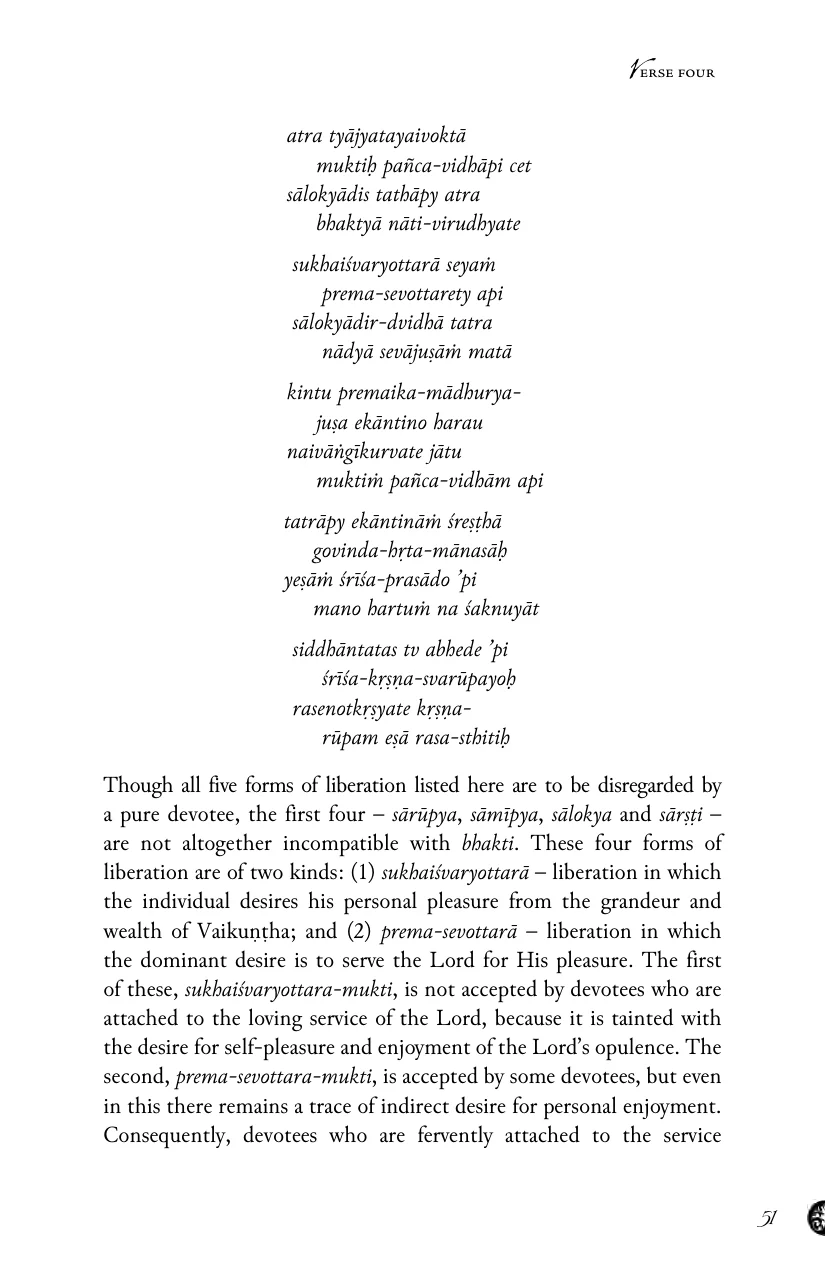 VERSE FOUR
atra tyājyatayaivoktā
muktiḥ pañca-vidhāpi cet
sālokyādis tathāpy atra
bhaktyā nāti-virudhyate
sukhaiśvaryottarā seyaṁ
prema-sevottarety api
sālokyādir-dvidhā tatra
nādyā sevājuṣāṁ matā
kintu premaika-mādhurya-
juṣa ekāntino harau
naivāṅgīkurvate jātu
muktiṁ pañca-vidhām api
tatrāpy ekāntināṁ śreṣṭhā
govinda-hṛta-mānasāḥ
yeṣāṁ śrīśa-prasādo ’pi
mano hartuṁ na śaknuyāt
siddhāntatas tv abhede ’pi
śrīśa-kṛṣṇa-svarūpayoḥ
rasenotkṛṣyate kṛṣṇa-
rūpam eṣā rasa-sthitiḥ
Though all five forms of liberation listed here are to be disregarded by
a pure devotee, the first four – sārūpya, sāmīpya, sālokya and sārṣṭi –
are not altogether incompatible with bhakti. These four forms of
liberation are of two kinds: (1) sukhaiśvaryottarā – liberation in which
the individual desires his personal pleasure from the grandeur and
wealth of Vaikuṇṭha; and (2) prema-sevottarā – liberation in which
the dominant desire is to serve the Lord for His pleasure. The first
of these, sukhaiśvaryottara-mukti, is not accepted by devotees who are
attached to the loving service of the Lord, because it is tainted with
the desire for self-pleasure and enjoyment of the Lord’s opulence. The
second, prema-sevottara-mukti, is accepted by some devotees, but even
in this there remains a trace of indirect desire for personal enjoyment.
Consequently, devotees who are fervently attached to the service
51